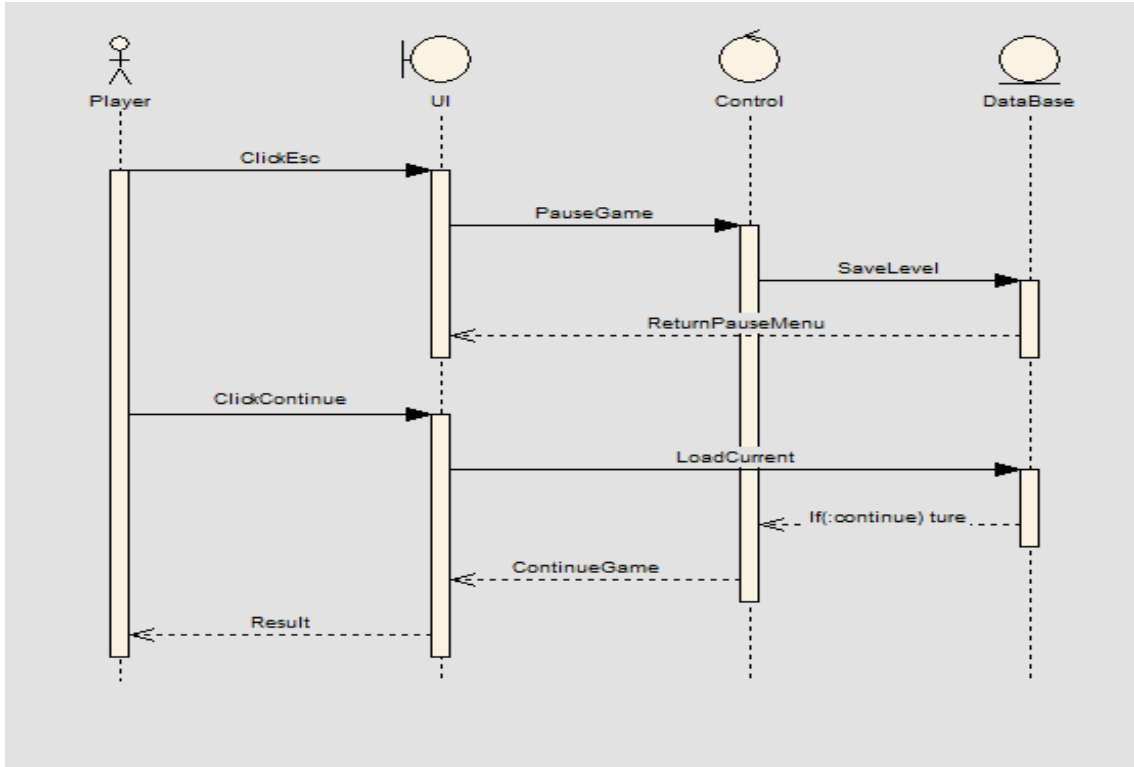 Player
UI
Control
DataBase
ClickEsc
PauseGame
SaveLevel
ReturnPauseMenu
ClickContinue
LoadCurrent
If(:continue) ture
ContinueGame
Result